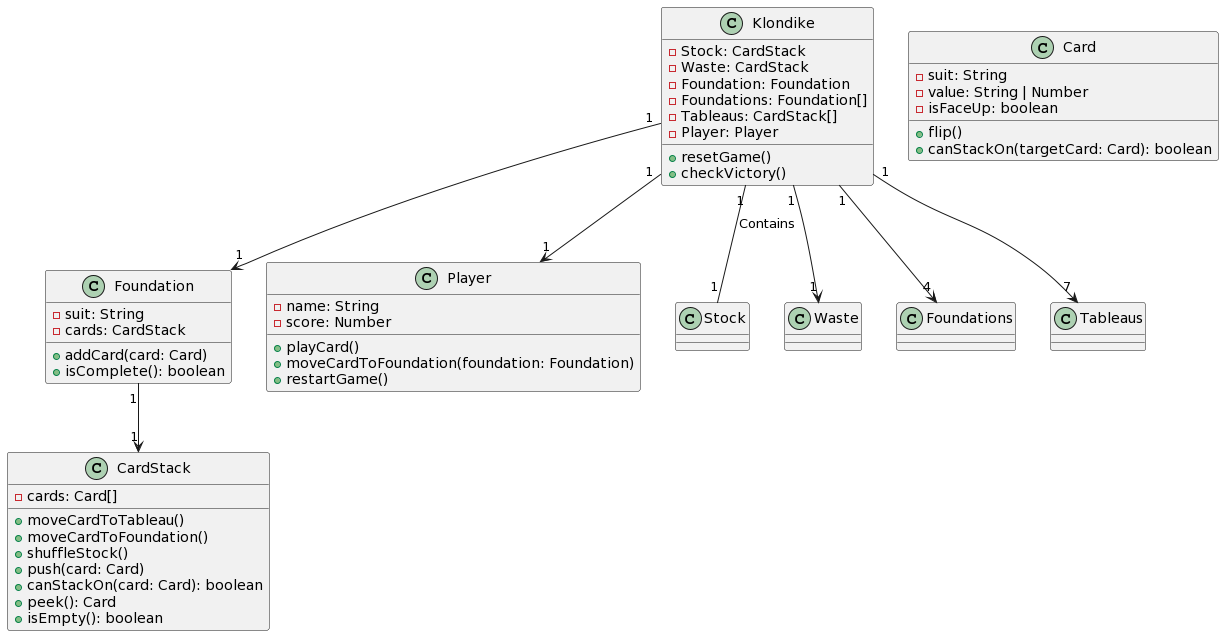 C Klondike
Stock: CardStack
Waste: CardStack
Foundation: Foundation
Foundations: Foundation[]
Tableaus: CardStack[]
Player: Player
resetGame()
checkVictory()
C Card
suit: String
value: String | Number
isFaceUp: boolean
flip()
canStackOn(targetCard: Card): boolean
1
1
1
1
1
1
Contains
1
1
1
1
4
7
C Foundation
suit: String
cards: CardStack
addCard(card: Card)
isComplete(): boolean
C Player
name: String
score: Number
playCard()
moveCardToFoundation(foundation: Foundation)
restartGame()
C Stock
C Waste
C Foundations
C Tableaus
1
1
C CardStack
cards: Card[]
moveCardToTableau()
moveCardToFoundation()
shuffleStock()
push(card: Card)
canStackOn(card: Card): boolean
peek(): Card
isEmpty(): boolean